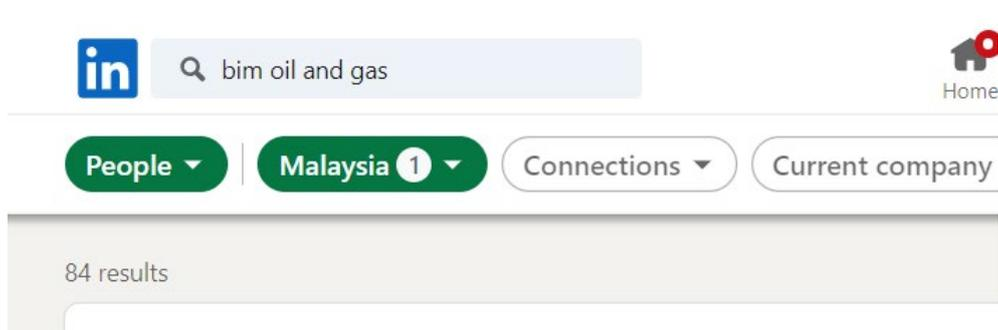 in bim oil and gas
Home
People Malaysia 1 Connections Current company
84 results